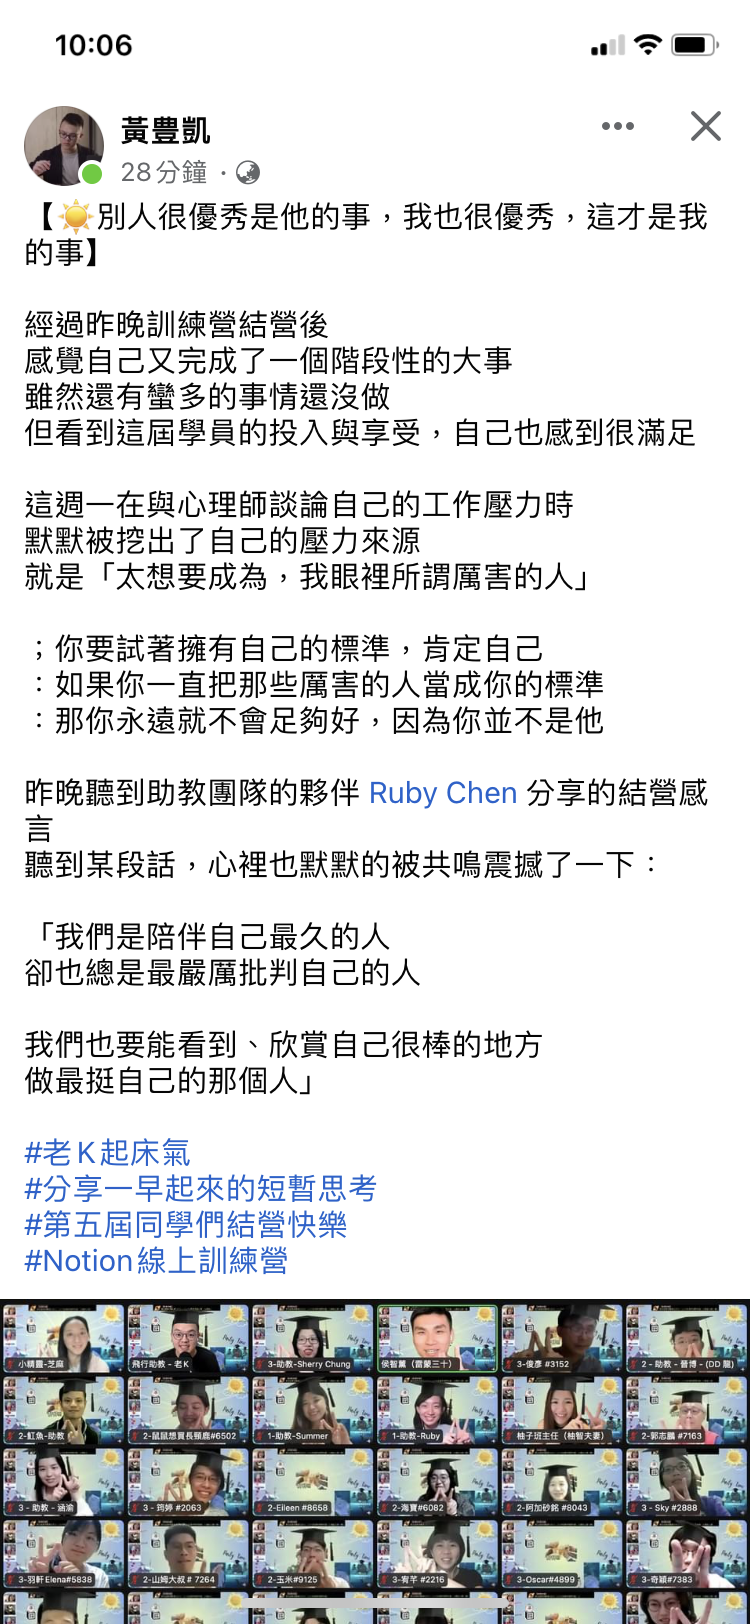 10:06
黃豊凱
28分鐘 ·
【☀️別人很優秀是他的事，我也很優秀，這才是我
的事】
經過昨晚訓練營結營後
感覺自己又完成了一個階段性的大事
雖然還有蠻多的事情還沒做
但看到這屆學員的投入與享受，自己也感到很滿足
這週一在與心理師談論自己的工作壓力時
默默被挖出了自己的壓力來源
就是「太想要成為，我眼裡所謂厲害的人」
；你要試著擁有自己的標準，肯定自己
：如果你一直把那些厲害的人當成你的標準
：那你永遠就不會足夠好，因為你並不是他
昨晚聽到助教團隊的夥伴 Ruby Chen 分享的結營感
言
聽到某段話，心裡也默默的被共鳴震撼了一下：
「我們是陪伴自己最久的人
卻也總是最嚴厲批判自己的人
我們也要能看到、欣賞自己很棒的地方
做最挺自己的那個人」
#老K起床氣
#分享一早起來的短暫思考
#第五屆同學們結營快樂
#Notion線上訓練營
小精靈-芝麻
飛行助教 - 老K
3-助教-Sherry Chung
侯智薰（雷蒙三十）
3-俊彥 #3152
2 - 助教 - 晉博 - (DD 龍)
2-魟魚-助教
2-鼠鼠想買長頸鹿#6502
1-助教-Summer
1-助教-Ruby
柚子班主任（柚智夫妻）
2-郭志鵬 #7163
3 - 助教 - 涵渝
3 - 筠婷 #2063
2-Eileen #8658
2-海寶#6082
2-阿加砂銘 #8043
3 - Sky #2888
3-羽軒Elena#5838
2-山姆大叔 # 7264
2-玉米#9125
3-宥芊 #2216
3-Oscar#4899
3-奇穎#7383